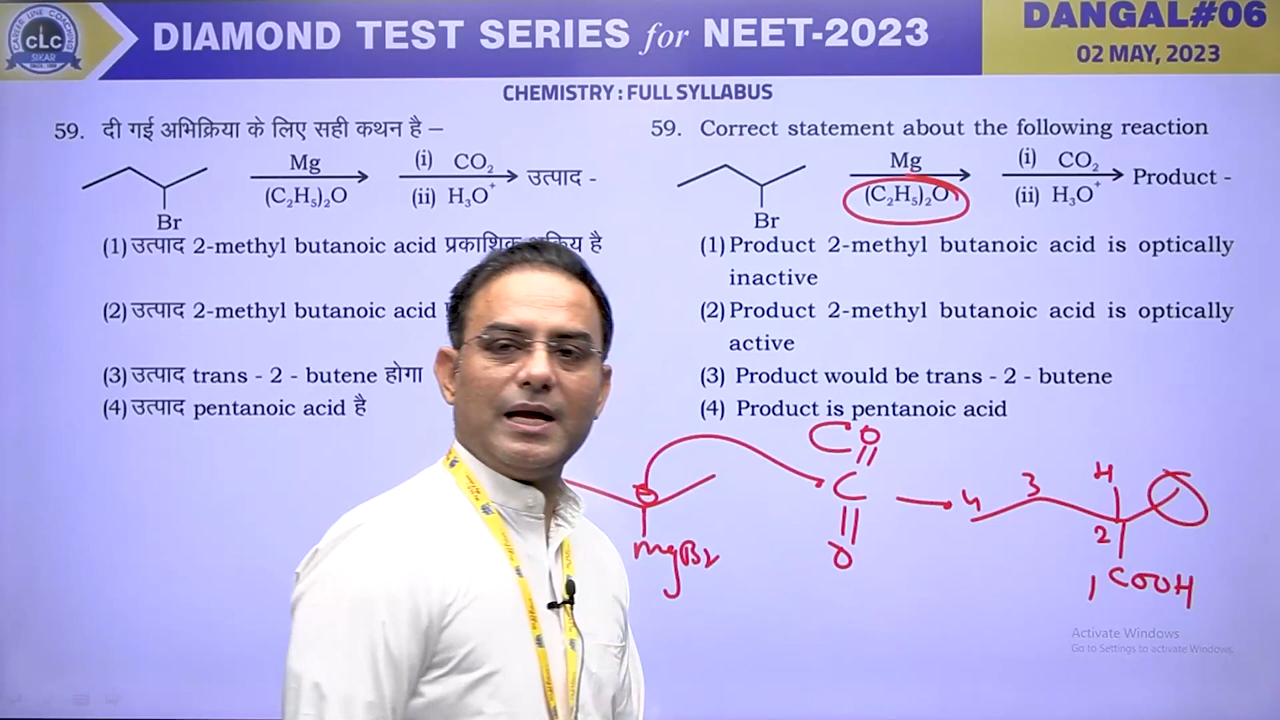 CAREER LINE COACHING
CLC
SIKAR
DIAMOND TEST SERIES for NEET-2023
DANGAL#06
02 MAY, 2023
CHEMISTRY : FULL SYLLABUS
59. दी गई अभिक्रिया के लिए सही कथन है –
Mg
(C₂H₅)₂O
(i) CO₂
(ii) H₃O⁺
उत्पाद -
Br
(1) उत्पाद 2-methyl butanoic acid प्रकाशिक है
(2) उत्पाद 2-methyl butanoic acid
(3) उत्पाद trans - 2 - butene होगा
(4) उत्पाद pentanoic acid है
59. Correct statement about the following reaction
Mg
(C₂H₅)₂O
(i) CO₂
(ii) H₃O⁺
Product -
Br
(1) Product 2-methyl butanoic acid is optically
inactive
(2) Product 2-methyl butanoic acid is optically
active
(3) Product would be trans - 2 - butene
(4) Product is pentanoic acid
O
C
O
MgBr
4 3 2 1
H
COOH
Activate Windows
Go to Settings to activate Windows.